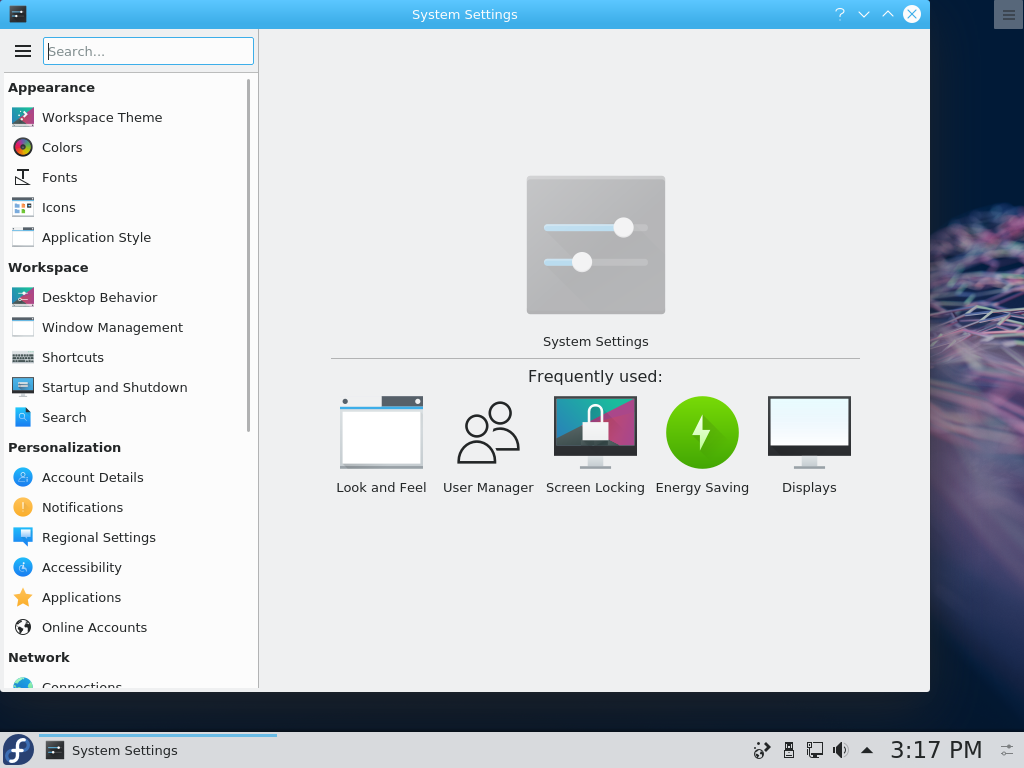 System Settings
Search...
Appearance
Workspace Theme
Colors
Fonts
Icons
Application Style
Workspace
Desktop Behavior
Window Management
Shortcuts
Startup and Shutdown
Search
Personalization
Account Details
Notifications
Regional Settings
Accessibility
Applications
Online Accounts
Network
Connections
System Settings
Frequently used:
Look and Feel
User Manager
Screen Locking
Energy Saving
Displays
System Settings
3:17 PM